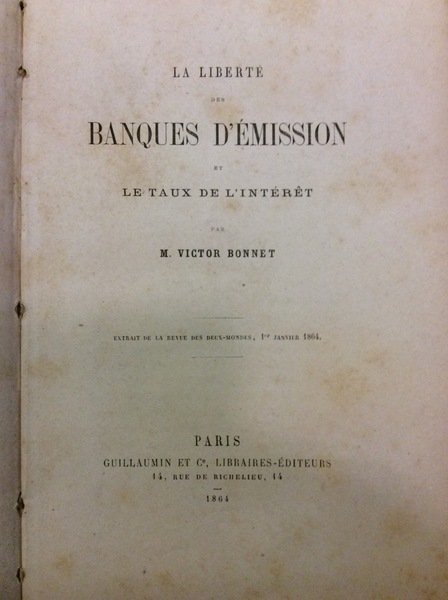 LA LIBERTÉ
DES
BANQUES D'ÉMISSION
ET
LE TAUX DE L'INTÉRÊT
PAR
M. VICTOR BONNET
EXTRAIT DE LA REVUE DES DEUX-MONDES, 1er JANVIER 1864.
PARIS
GUILLAUMIN ET Ce, LIBRAIRES-ÉDITEURS
14, RUE DE RICHELIEU, 14
1864